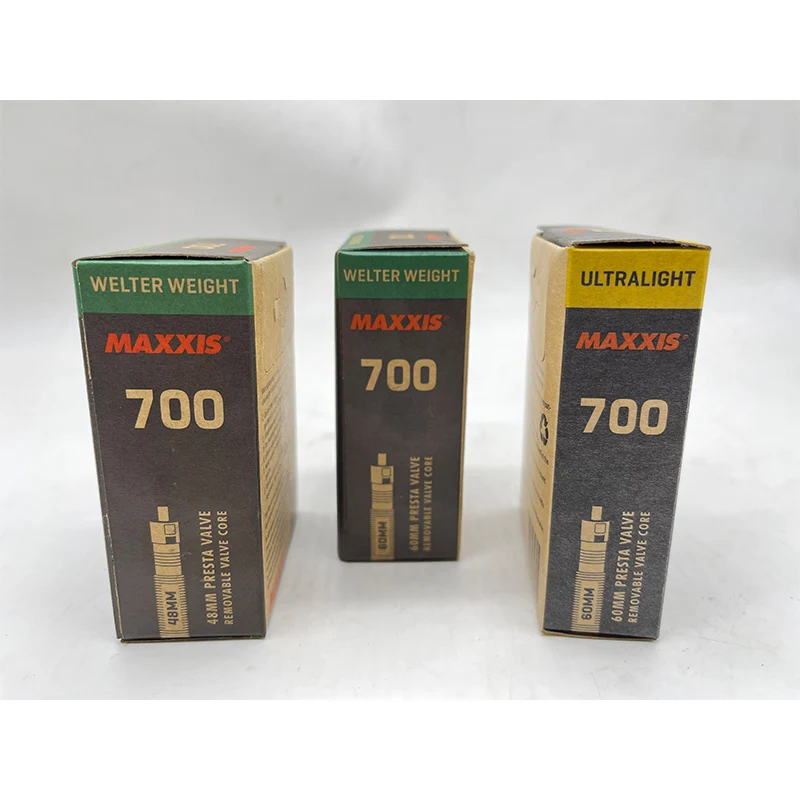 WELTER WEIGHT
MAXXIS
700
48MM
48MM PRESTA VALVE
REMOVABLE VALVE CORE
WELTER WEIGHT
MAXXIS
700
60MM
60MM PRESTA VALVE
REMOVABLE VALVE CORE
ULTRALIGHT
MAXXIS
700
60MM
60MM PRESTA VALVE
REMOVABLE VALVE CORE